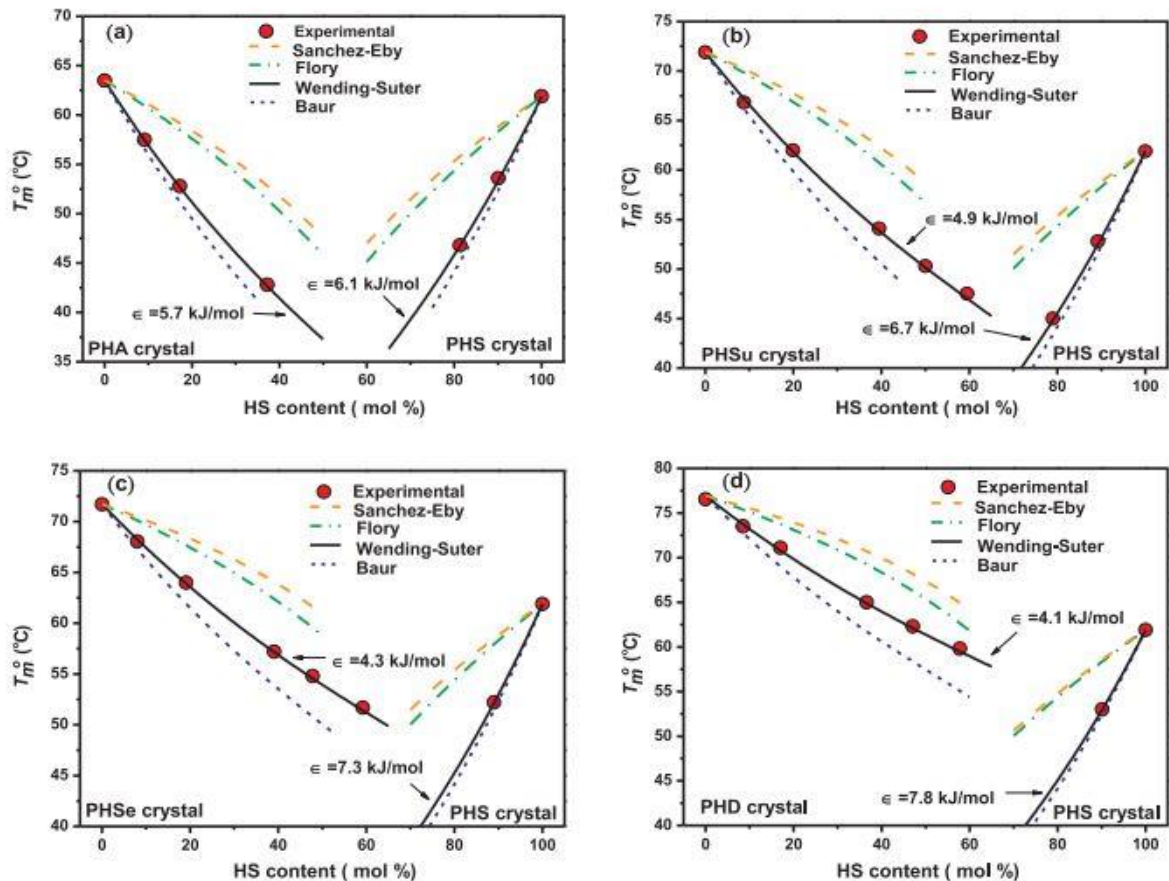 (a)
Experimental
Sanchez-Eby
Flory
Wending-Suter
Baur
70
65
60
55
50
45
40
35
Tm° (°C)
∈ =6.1 kJ/mol
∈ =5.7 kJ/mol
PHA crystal
PHS crystal
0 20 40 60 80 100
HS content ( mol %)
(b)
Experimental
Sanchez-Eby
Flory
Wending-Suter
Baur
75
70
65
60
55
50
45
40
Tm° (°C)
∈ =4.9 kJ/mol
∈ =6.7 kJ/mol
PHSu crystal
PHS crystal
0 20 40 60 80 100
HS content ( mol %)
(c)
Experimental
Sanchez-Eby
Flory
Wending-Suter
Baur
75
70
65
60
55
50
45
40
Tm° (°C)
∈ =4.3 kJ/mol
∈ =7.3 kJ/mol
PHSe crystal
PHS crystal
0 20 40 60 80 100
HS content ( mol %)
(d)
Experimental
Sanchez-Eby
Flory
Wending-Suter
Baur
80
75
70
65
60
55
50
45
40
Tm° (°C)
∈ =4.1 kJ/mol
∈ =7.8 kJ/mol
PHD crystal
PHS crystal
0 20 40 60 80 100
HS content ( mol %)